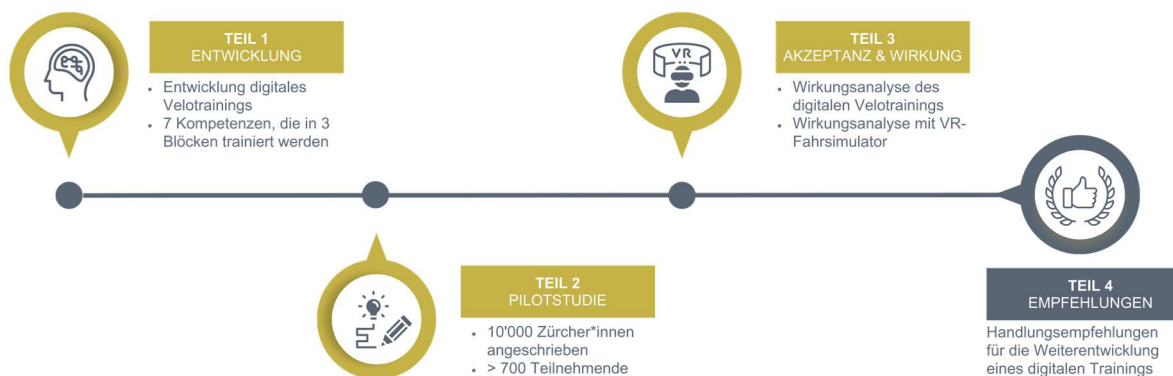 TEIL 1
ENTWICKLUNG
• Entwicklung digitales
Velotrainings
• 7 Kompetenzen, die in 3
Blöcken trainiert werden
TEIL 2
PILOTSTUDIE
• 10'000 Zürcher*innen
angeschrieben
• > 700 Teilnehmende
VR
TEIL 3
AKZEPTANZ & WIRKUNG
• Wirkungsanalyse des
digitalen Velotrainings
• Wirkungsanalyse mit VR-
Fahrsimulator
TEIL 4
EMPFEHLUNGEN
Handlungsempfehlungen
für die Weiterentwicklung
eines digitalen Trainings